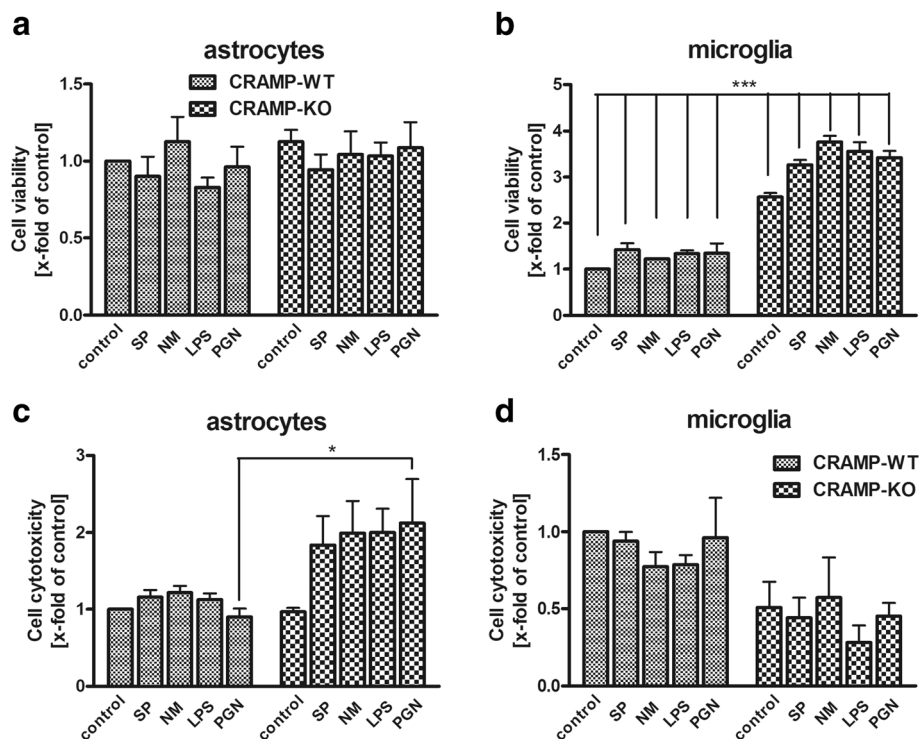 a
astrocytes
CRAMP-WT
CRAMP-KO
Cell viability
[x-fold of control]
1.5
1.0
0.5
0.0
control SP NM LPS PGN control SP NM LPS PGN
b
microglia
***
Cell viability
[x-fold of control]
5
4
3
2
1
0
control SP NM LPS PGN control SP NM LPS PGN
c
astrocytes
*
Cell cytotoxicity
[x-fold of control]
3
2
1
0
control SP NM LPS PGN control SP NM LPS PGN
d
microglia
CRAMP-WT
CRAMP-KO
Cell cytotoxicity
[x-fold of control]
1.5
1.0
0.5
0.0
control SP NM LPS PGN control SP NM LPS PGN